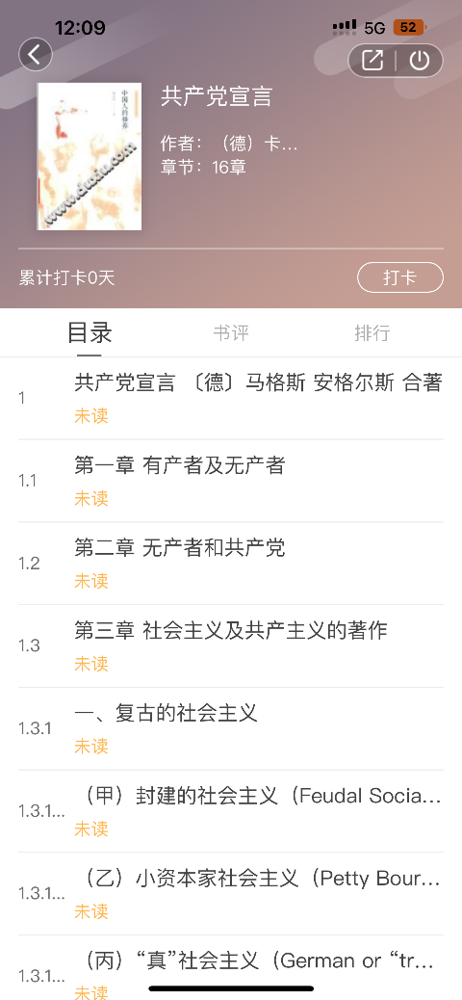 12:09
5G
52
中国人的修养
www.duxiu.com
共产党宣言
作者：（德）卡...
章节：16章
累计打卡0天
打卡
目录
书评
排行
1
共产党宣言 〔德〕马格斯 安格尔斯 合著
未读
1.1
第一章 有产者及无产者
未读
1.2
第二章 无产者和共产党
未读
1.3
第三章 社会主义及共产主义的著作
未读
1.3.1
一、复古的社会主义
未读
1.3.1...
（甲）封建的社会主义（Feudal Socia...
未读
1.3.1...
（乙）小资本家社会主义（Petty Bour...
未读
1.3.1...
（丙）“真”社会主义（German or “tr...
未读